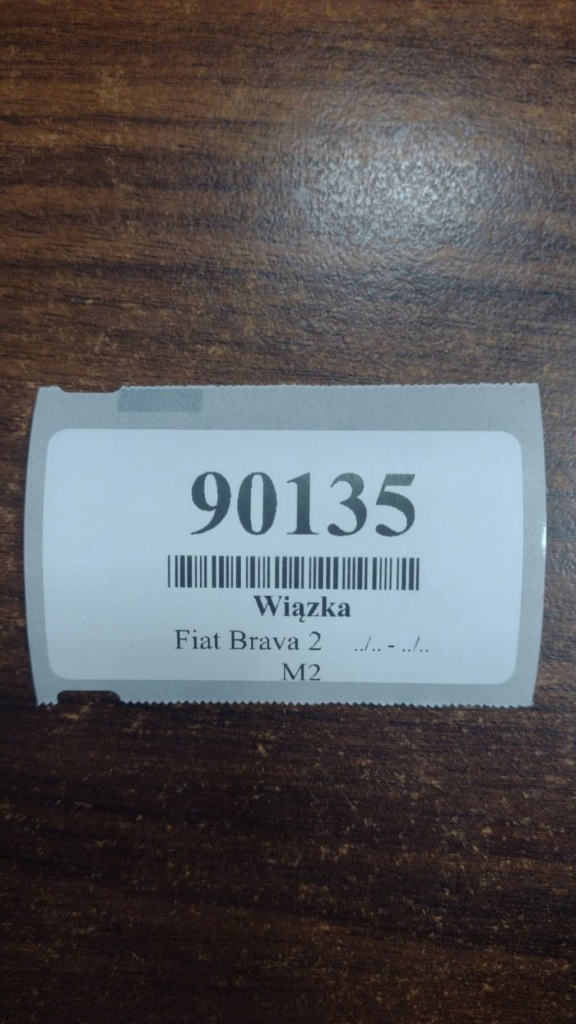 90135
Wiązka
Fiat Brava 2 ../.. - ../..
M2